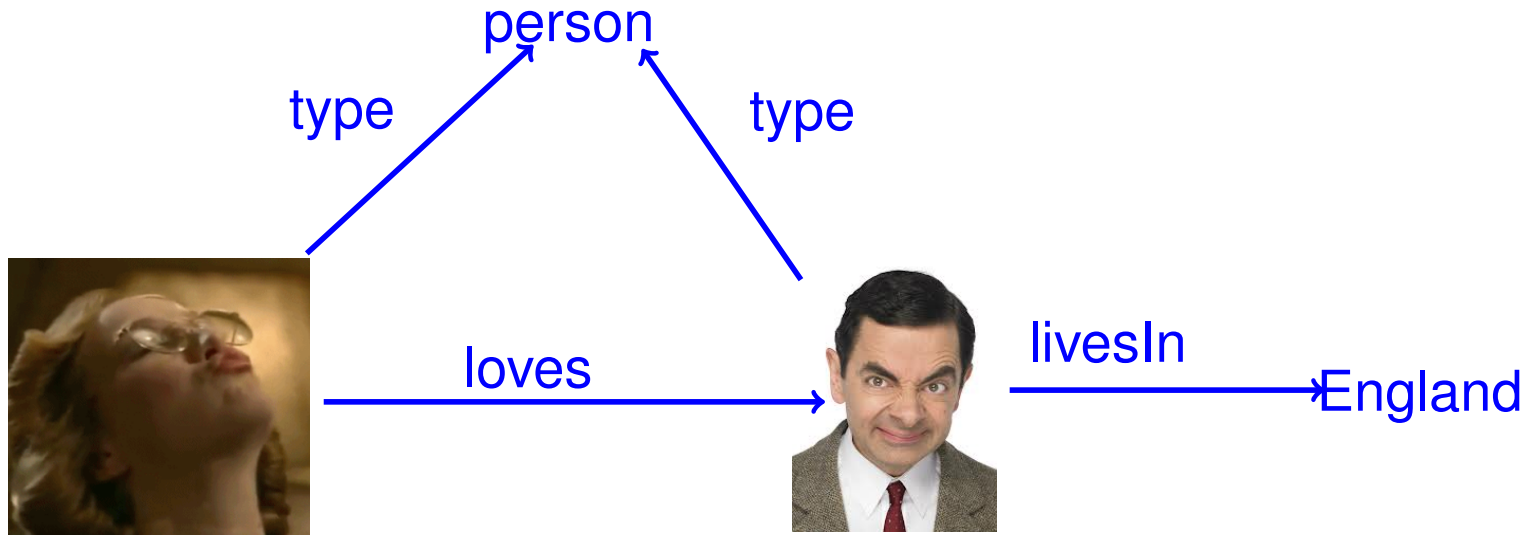 person
type
type
loves
livesIn
England